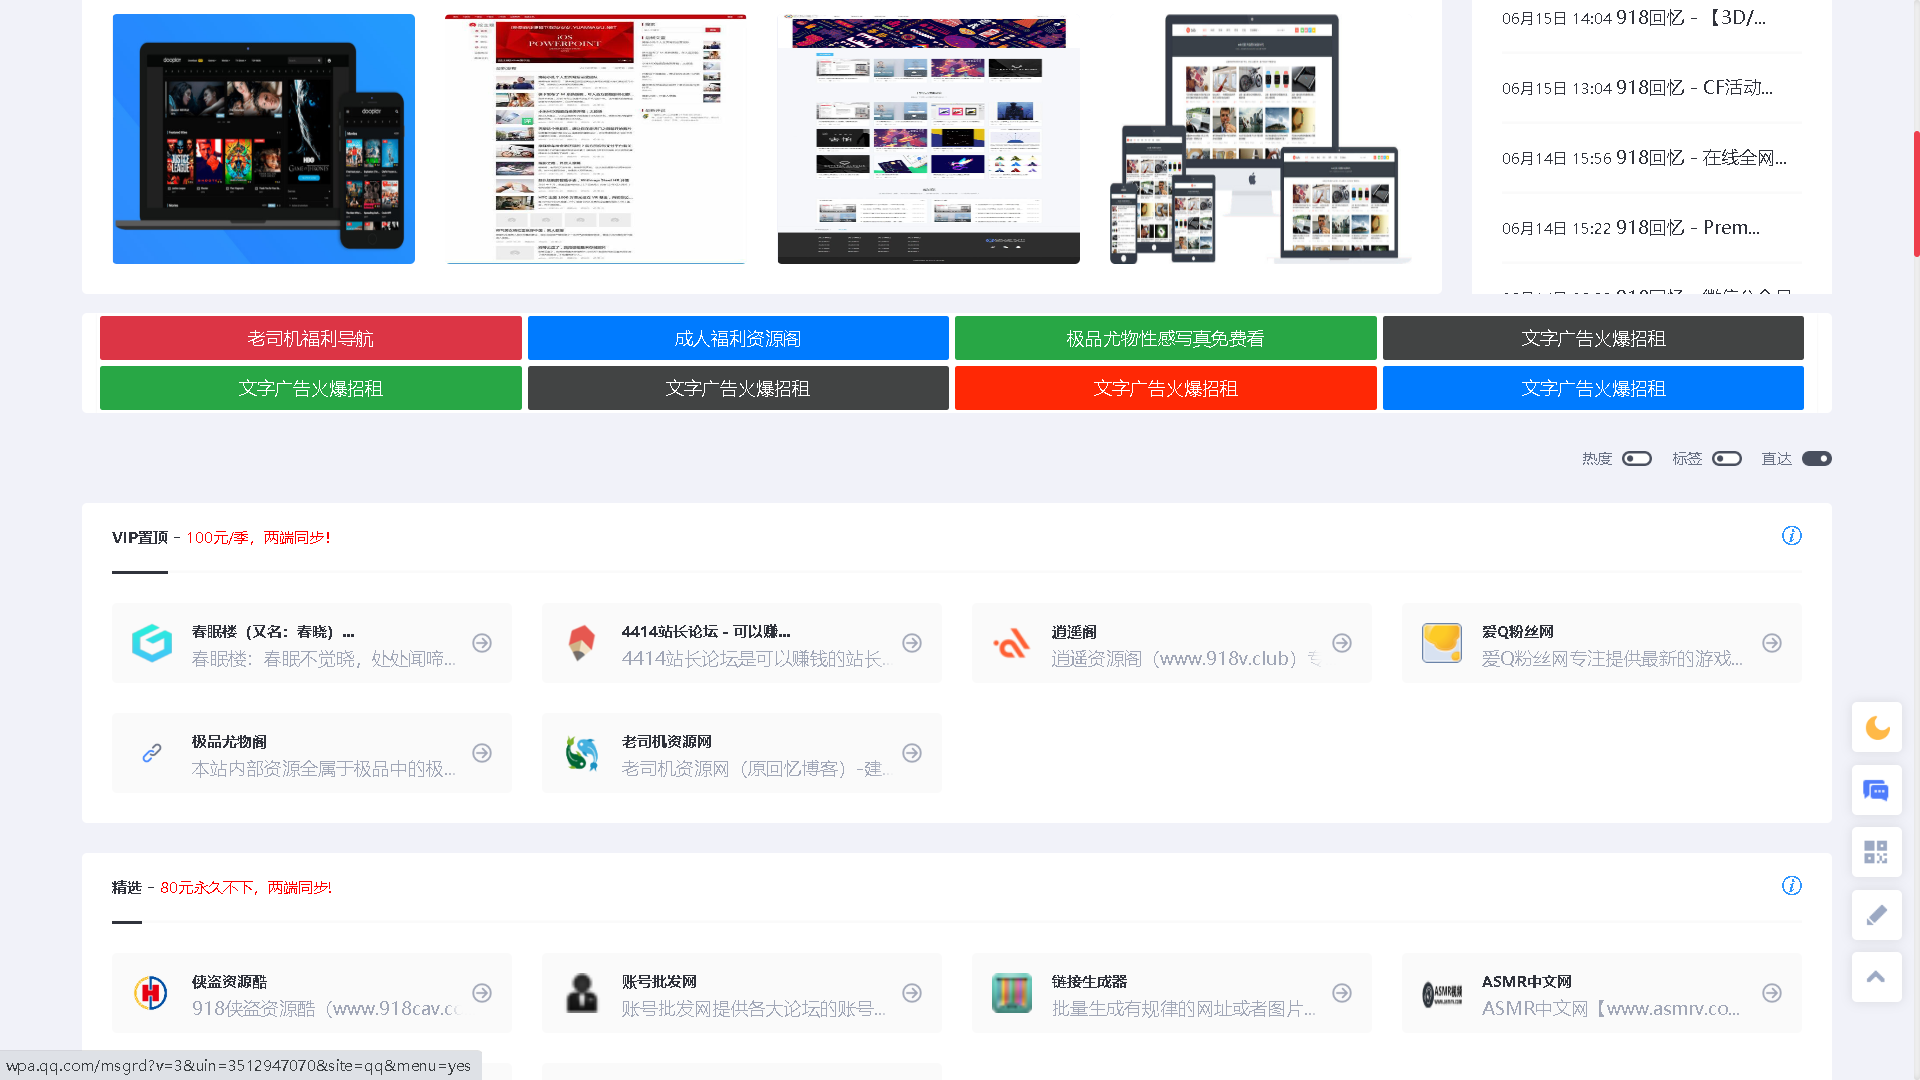 06月15日 14:04 918回忆 - 【3D/...
06月15日 13:04 918回忆 - CF活动...
06月14日 15:56 918回忆 - 在线全网...
06月14日 15:22 918回忆 - Prem...
老司机福利导航
成人福利资源阁
极品尤物性感写真免费看
文字广告火爆招租
文字广告火爆招租
文字广告火爆招租
文字广告火爆招租
文字广告火爆招租
热度
标签
直达
VIP置顶 - 100元/季，两端同步！
春眠楼（又名：春晓）...
春眠楼：春眠不觉晓，处处闻啼...
4414站长论坛 - 可以赚...
4414站长论坛是可以赚钱的站长...
逍遥阁
逍遥资源阁（www.918v.club）专
爱Q粉丝网
爱Q粉丝网专注提供最新的游戏...
极品尤物阁
本站内部资源全属于极品中的极...
老司机资源网
老司机资源网（原回忆博客）-建...
精选 - 80元永久不下，两端同步!
侠盗资源酷
918侠盗资源酷（www.918cav.cc
账号批发网
账号批发网提供各大论坛的账号...
链接生成器
批量生成有规律的网址或者图片...
ASMR中文网
ASMR中文网【www.asmrv.co...
wpa.qq.com/msgrd?v=3&uin=3512947070&site=qq&menu=yes